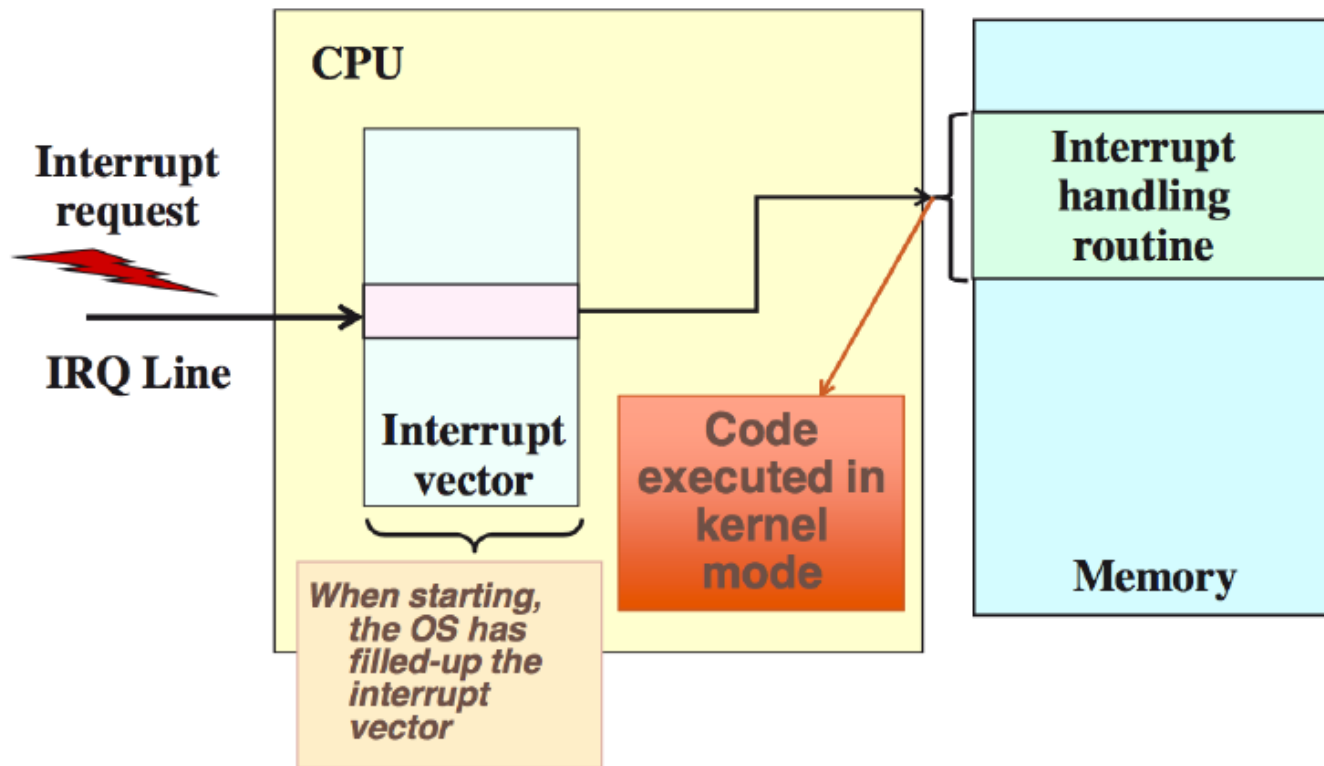 CPU
Interrupt
request
IRQ Line
Interrupt
vector
When starting,
the OS has
filled-up the
interrupt
vector
Code
executed in
kernel
mode
Interrupt
handling
routine
Memory